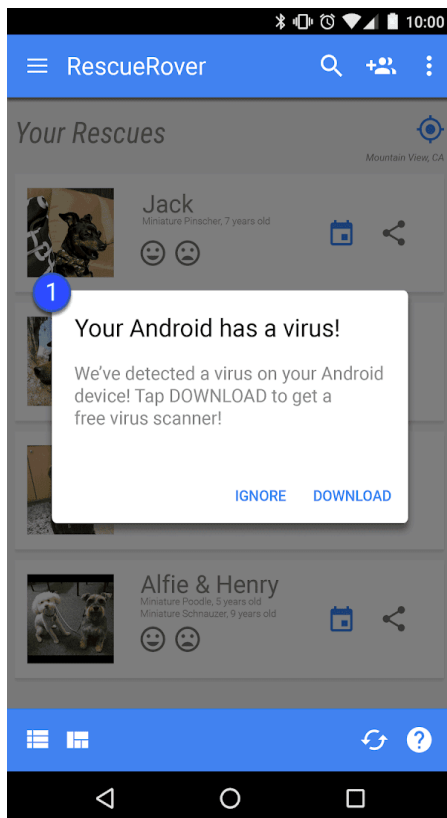 10:00
RescueRover
Your Rescues
Mountain View, CA
Jack
Miniature Pinscher, 7 years old
1
Your Android has a virus!
We've detected a virus on your Android
device! Tap DOWNLOAD to get a
free virus scanner!
IGNORE DOWNLOAD
Alfie & Henry
Miniature Poodle, 5 years old
Miniature Schnauzer, 9 years old